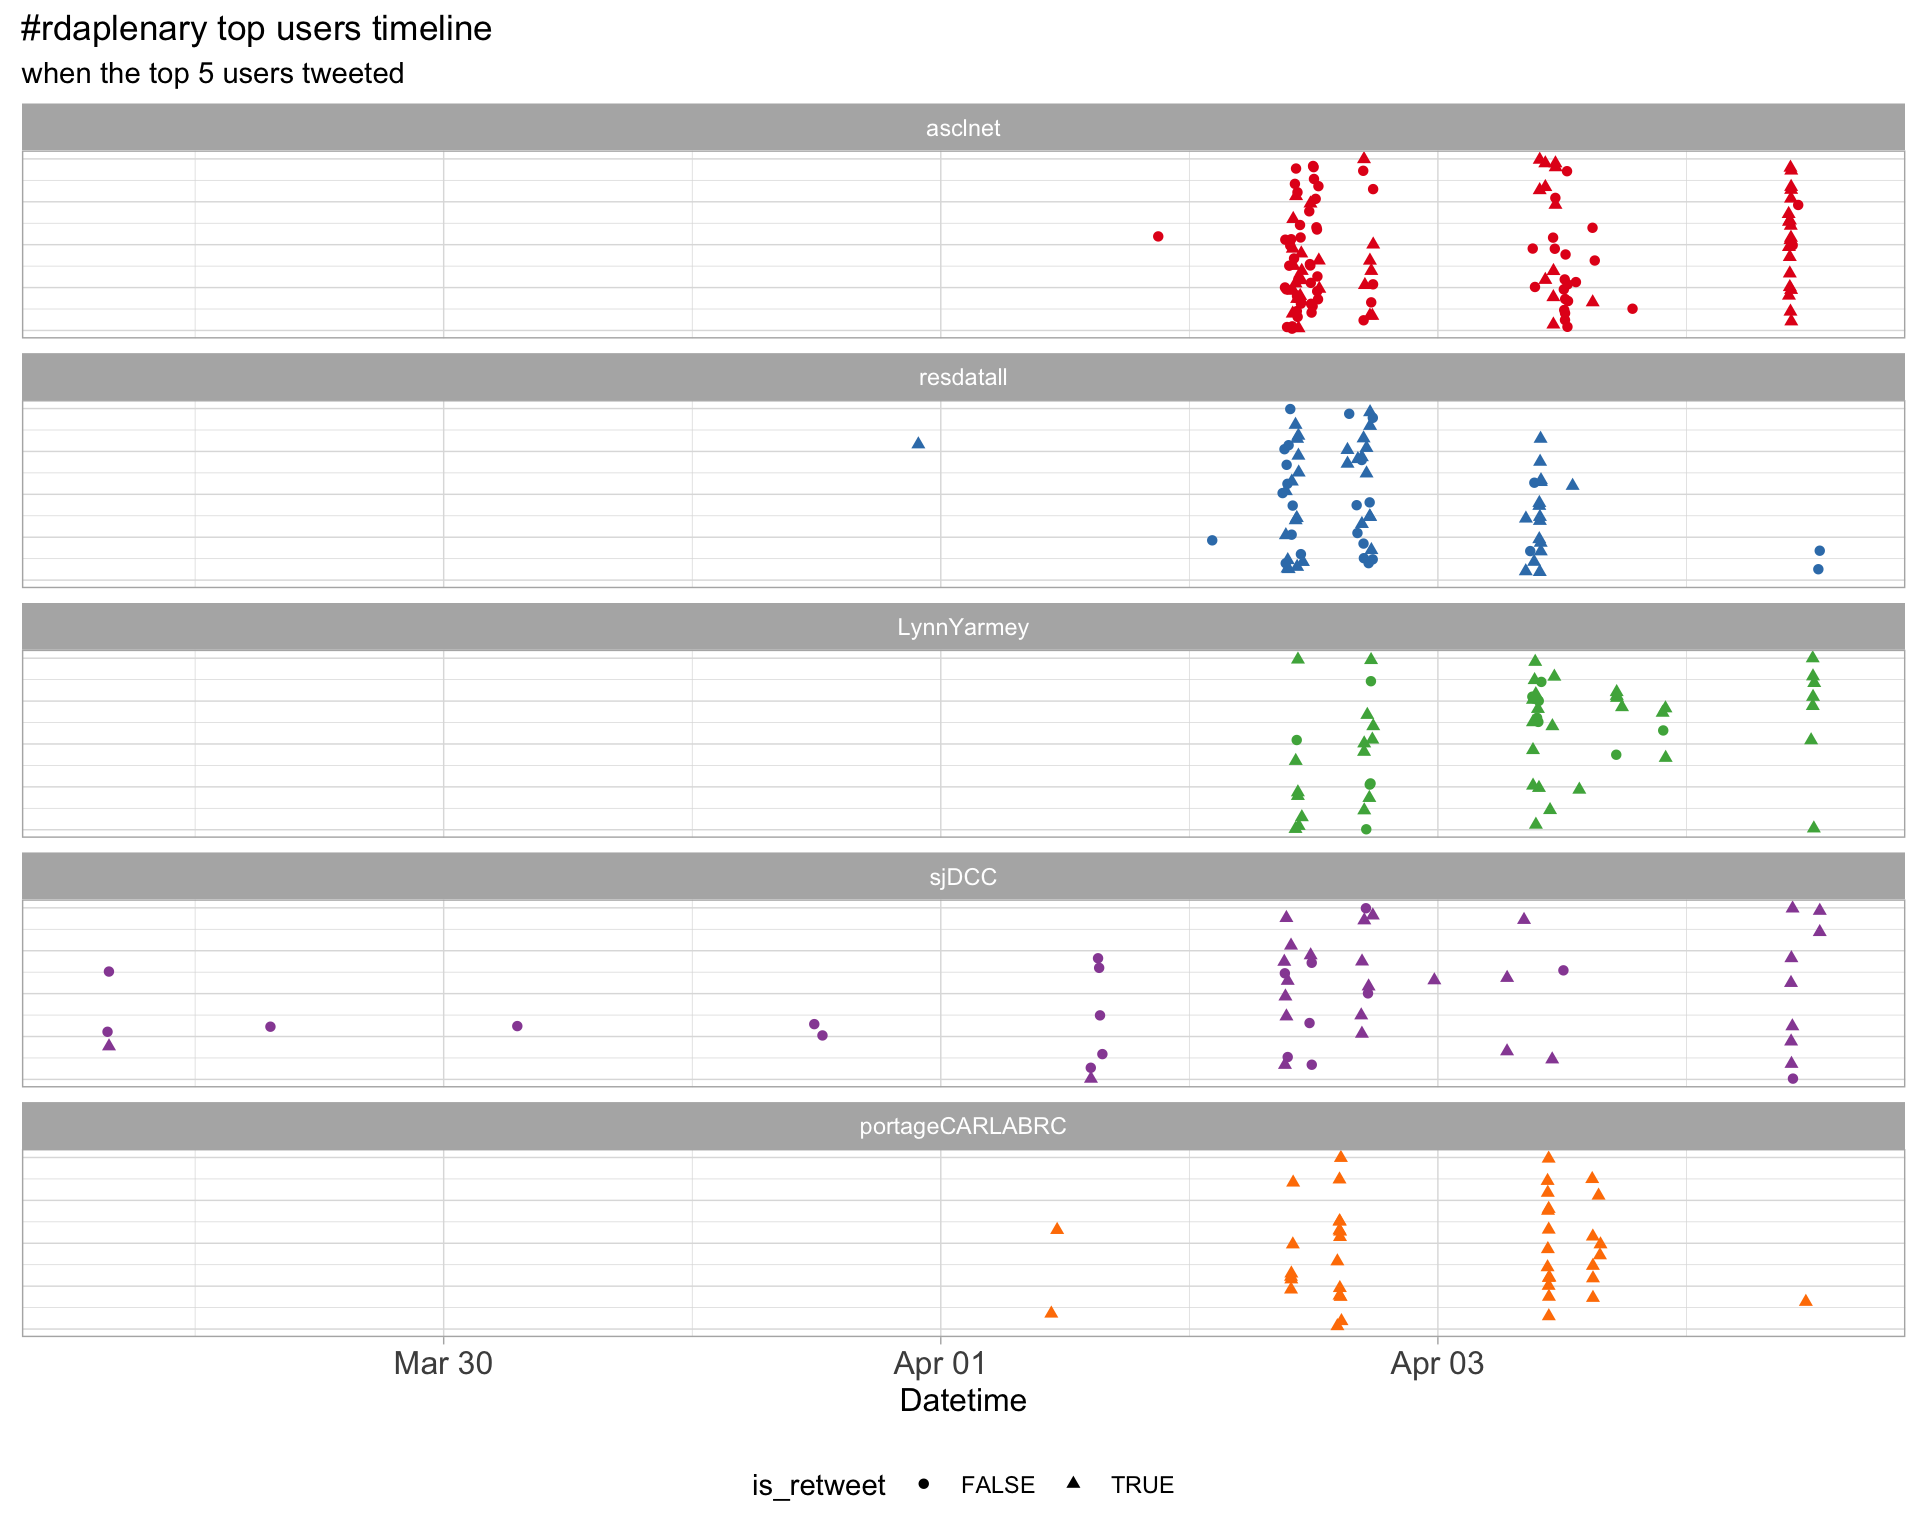 #rdaplenary top users timeline
when the top 5 users tweeted
asclnet
resdatall
LynnYarmey
sjDCC
portageCARLABRC
Mar 30 Apr 01 Apr 03
Datetime
is_retweet FALSE TRUE